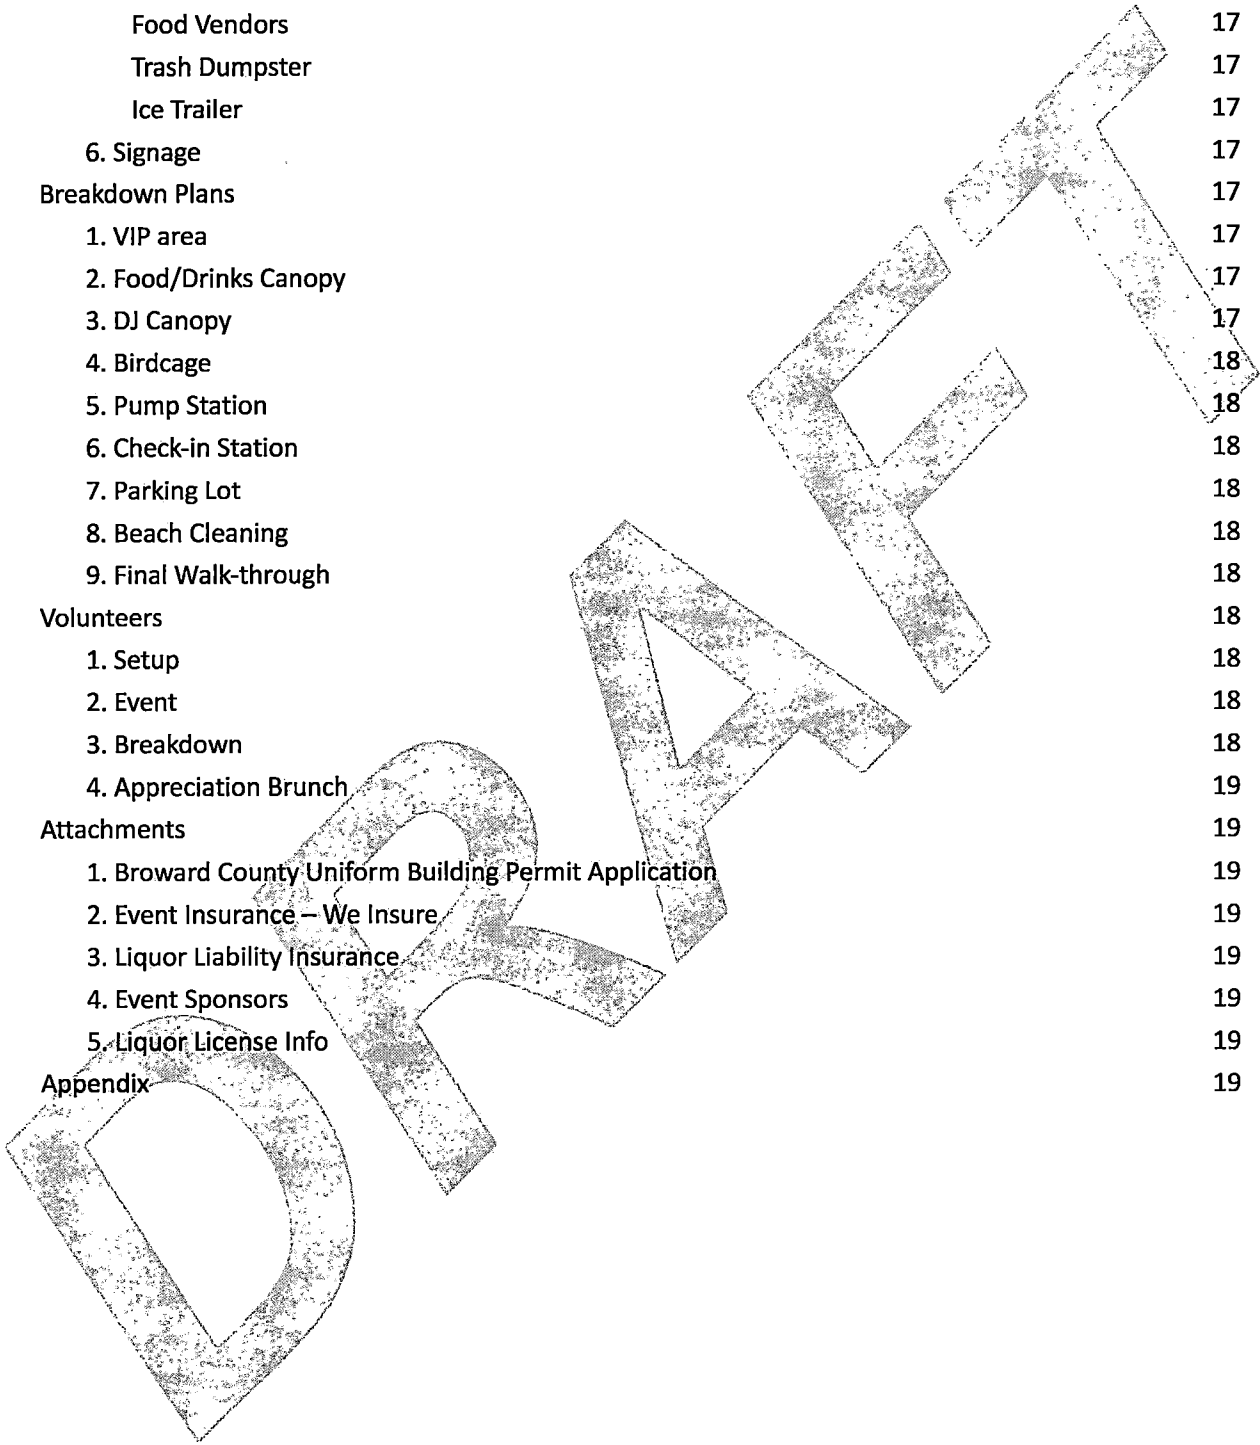 Food Vendors 17
Trash Dumpster 17
Ice Trailer 17
6. Signage 17
Breakdown Plans 17
1. VIP area 17
2. Food/Drinks Canopy 17
3. DJ Canopy 17
4. Birdcage 18
5. Pump Station 18
6. Check-in Station 18
7. Parking Lot 18
8. Beach Cleaning 18
9. Final Walk-through 18
Volunteers 18
1. Setup 18
2. Event 18
3. Breakdown 18
4. Appreciation Brunch 19
Attachments 19
1. Broward County Uniform Building Permit Application 19
2. Event Insurance – We Insure 19
3. Liquor Liability Insurance 19
4. Event Sponsors 19
5. Liquor License Info 19
Appendix 19
DRAFT